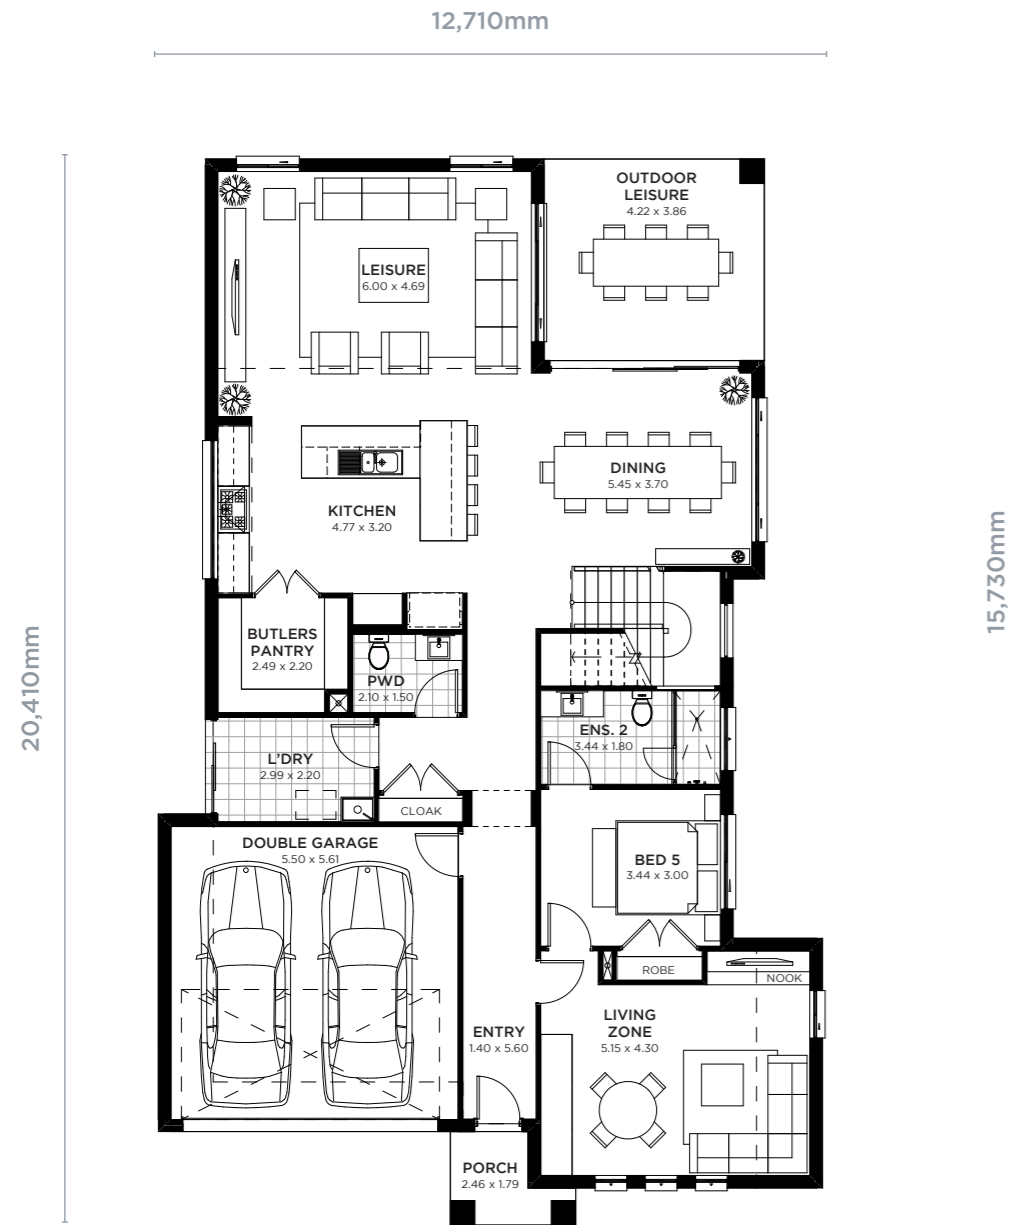 12,710mm
OUTDOOR
LEISURE
4.22 x 3.86
LEISURE
6.00 x 4.69
DINING
5.45 x 3.70
KITCHEN
4.77 x 3.20
15,730mm
20,410mm
BUTLERS
PANTRY
2.49 x 2.20
PWD
2.10 x 1.50
ENS. 2
3.44 x 1.80
L'DRY
2.99 x 2.20
CLOAK
DOUBLE GARAGE
5.50 x 5.61
BED 5
3.44 x 3.00
ROBE
NOOK
LIVING
ZONE
5.15 x 4.30
ENTRY
1.40 x 5.60
PORCH
2.46 x 1.79